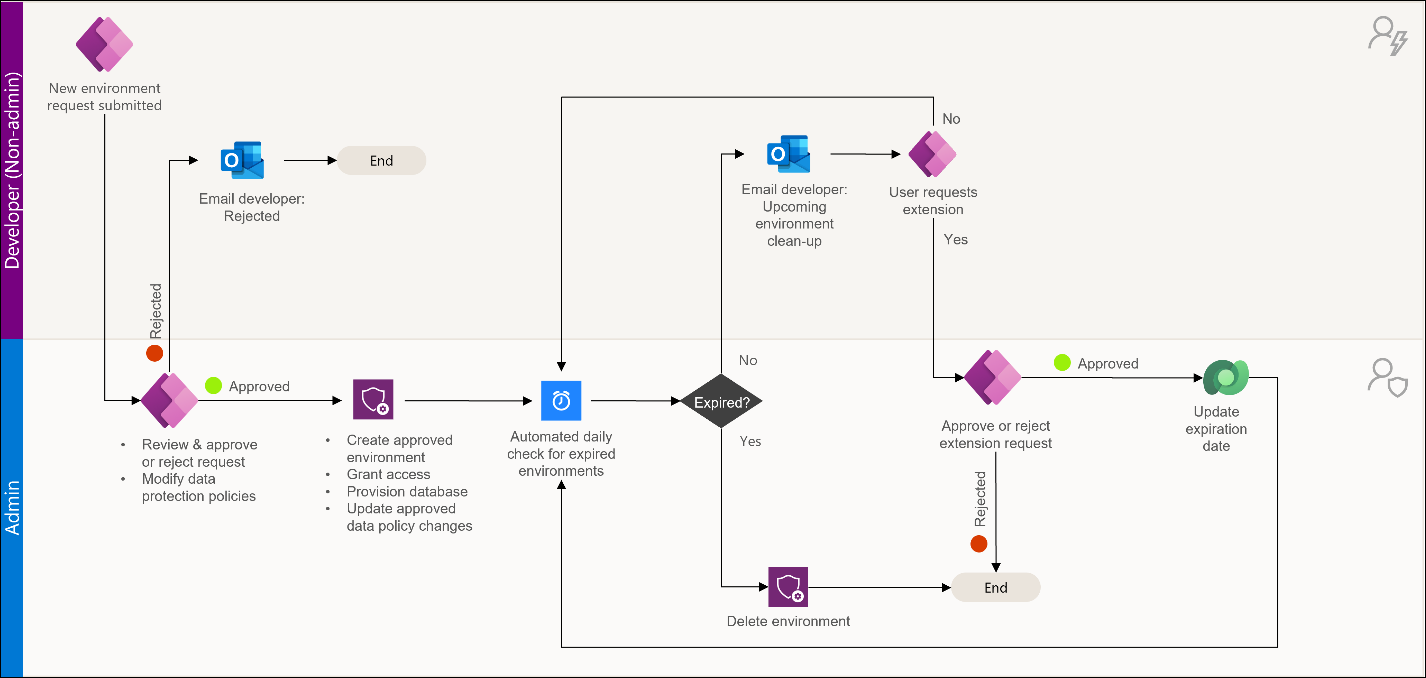 Developer (Non-admin)
New environment
request submitted
Email developer:
Rejected
End
Rejected
Email developer:
Upcoming
environment
clean-up
No
User requests
extension
Yes
Admin
Approved
• Review & approve
or reject request
• Modify data
protection policies
• Create approved
environment
• Grant access
• Provision database
• Update approved
data policy changes
Automated daily
check for expired
environments
No
Expired?
Yes
Delete environment
Approved
Approve or reject
extension request
Rejected
End
Update
expiration
date